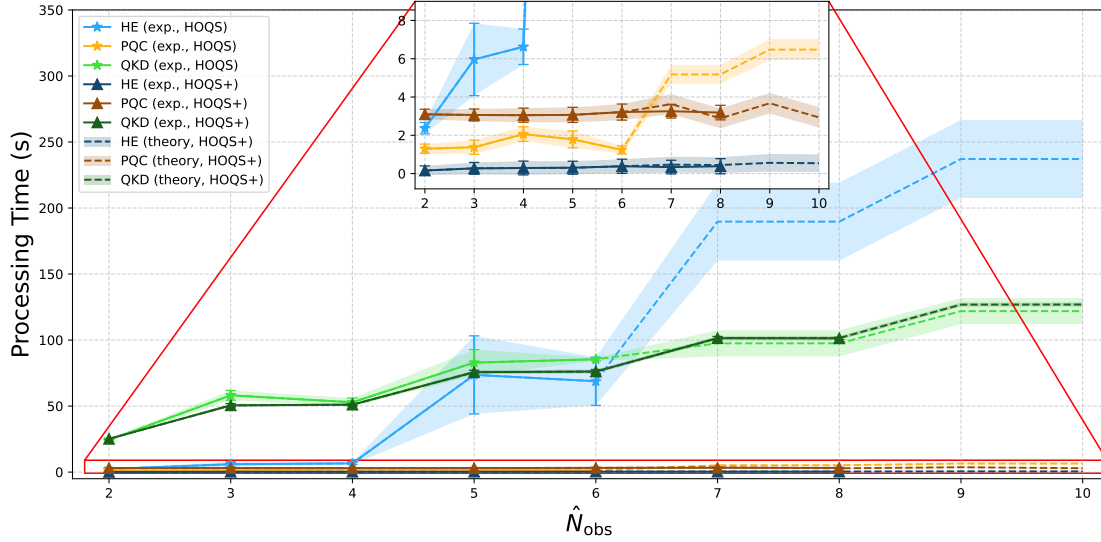 350
300
250
200
150
100
50
0
Processing Time (s)
HE (exp., HOQS)
PQC (exp., HOQS)
QKD (exp., HOQS)
HE (exp., HOQS+)
PQC (exp., HOQS+)
QKD (exp., HOQS+)
HE (theory, HOQS+)
PQC (theory, HOQS+)
QKD (theory, HOQS+)
8
6
4
2
0
2 3 4 5 6 7 8 9 10
2 3 4 5 6 7 8 9 10
N̂obs